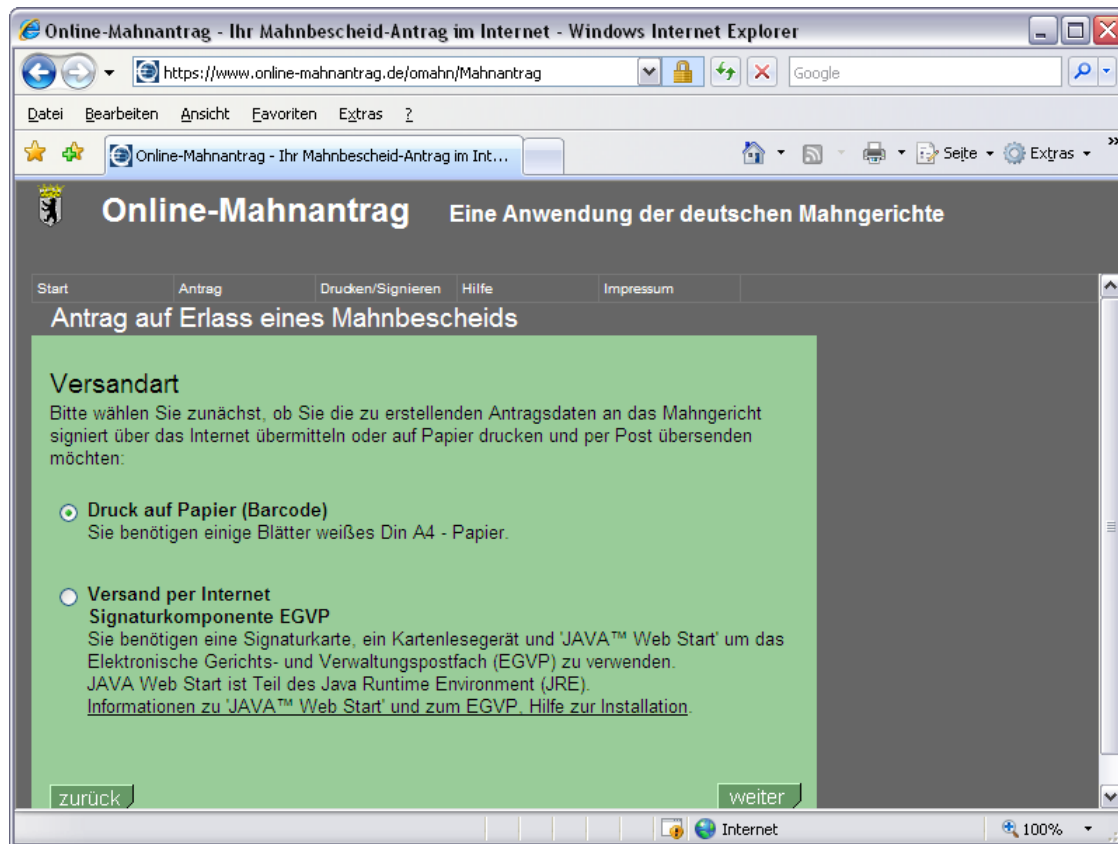 Online-Mahnantrag - Ihr Mahnbescheid-Antrag im Internet - Windows Internet Explorer
https://www.online-mahnantrag.de/omahn/Mahnantrag
Google
Datei Bearbeiten Ansicht Favoriten Extras ?
Online-Mahnantrag - Ihr Mahnbescheid-Antrag im Int...
Seite
Extras
»
Online-Mahnantrag Eine Anwendung der deutschen Mahngerichte
Start Antrag Drucken/Signieren Hilfe Impressum
Antrag auf Erlass eines Mahnbescheids
Versandart
Bitte wählen Sie zunächst, ob Sie die zu erstellenden Antragsdaten an das Mahngericht
signiert über das Internet übermitteln oder auf Papier drucken und per Post übersenden
möchten:
Druck auf Papier (Barcode)
Sie benötigen einige Blätter weißes Din A4 - Papier.
Versand per Internet
Signaturkomponente EGVP
Sie benötigen eine Signaturkarte, ein Kartenlesegerät und 'JAVA™ Web Start' um das
Elektronische Gerichts- und Verwaltungspostfach (EGVP) zu verwenden.
JAVA Web Start ist Teil des Java Runtime Environment (JRE).
Informationen zu 'JAVA™ Web Start' und zum EGVP, Hilfe zur Installation.
zurück weiter
Internet 100%